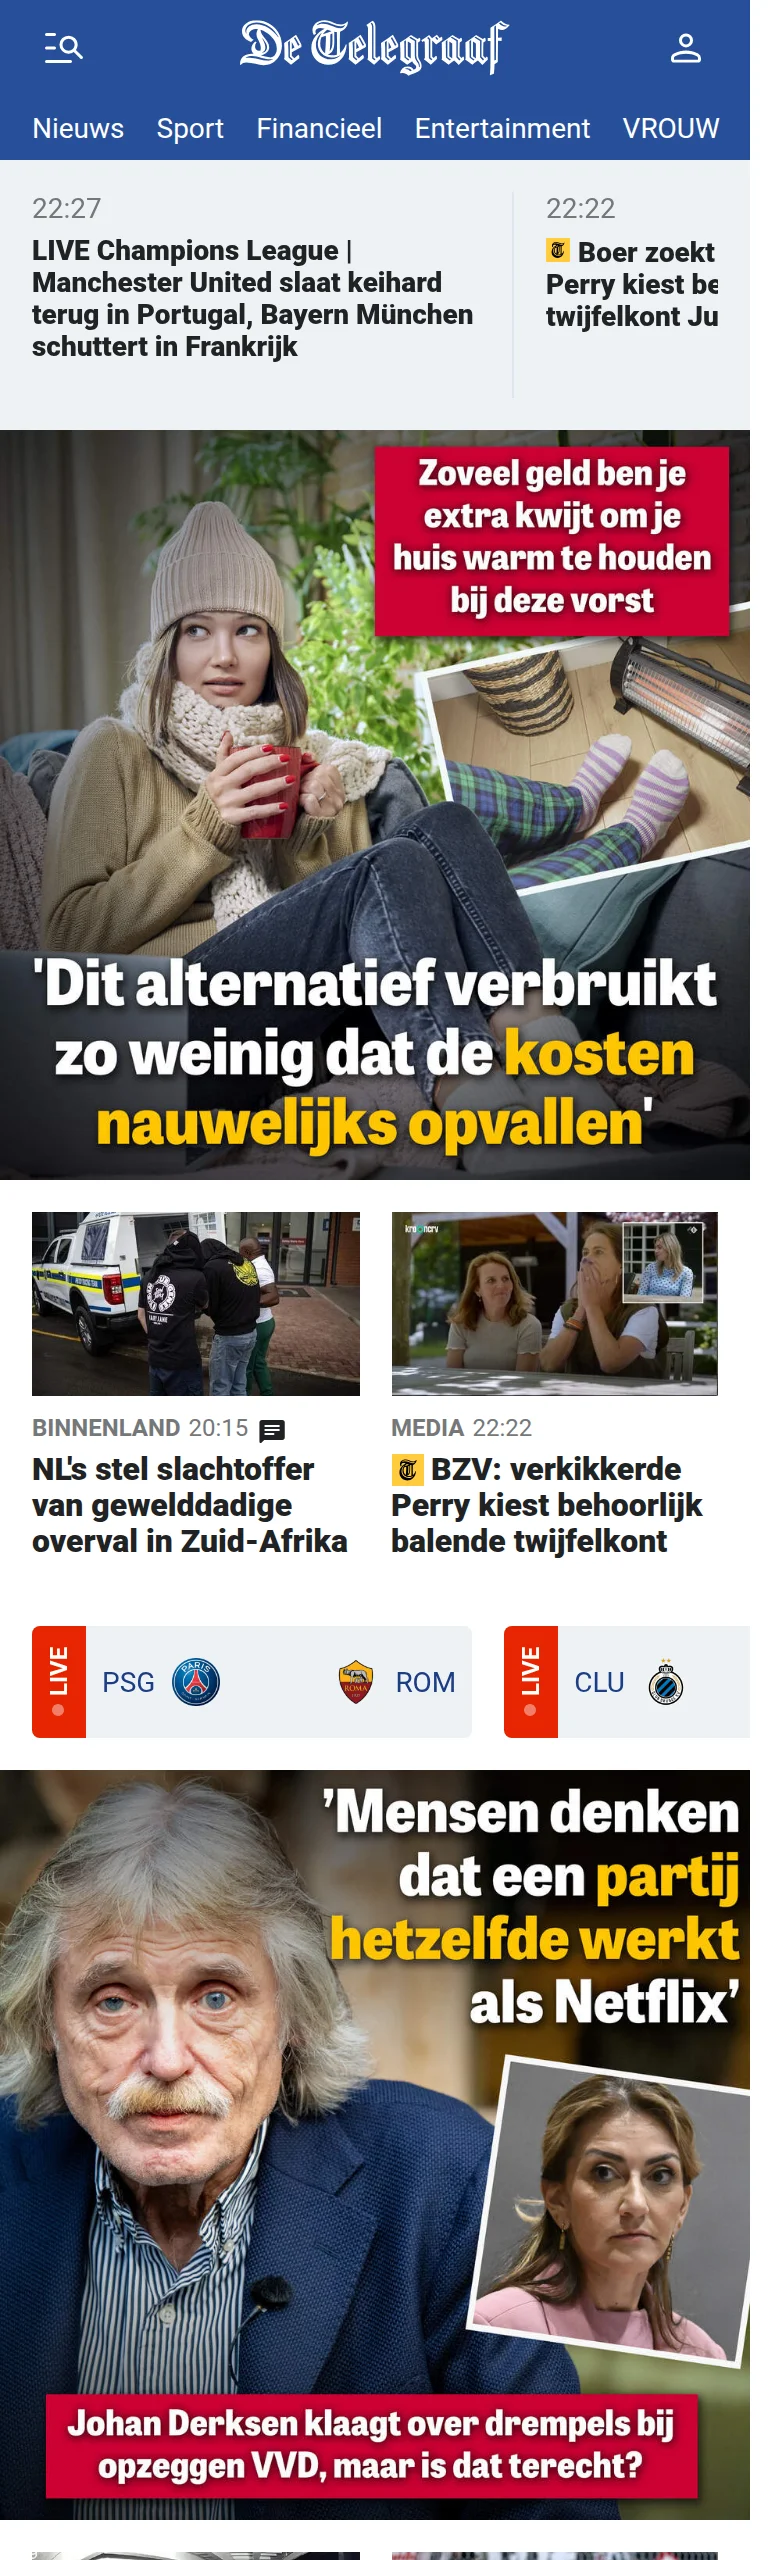 De Telegraaf
Nieuws Sport Financieel Entertainment VROUW
22:27
LIVE Champions League |
Manchester United slaat keihard
terug in Portugal, Bayern München
schuttert in Frankrijk
22:22
Boer zoekt
Perry kiest be
twijfelkont Ju
Zoveel geld ben je
extra kwijt om je
huis warm te houden
bij deze vorst
'Dit alternatief verbruikt
zo weinig dat de kosten
nauwelijks opvallen'
BINNENLAND 20:15
NL's stel slachtoffer
van gewelddadige
overval in Zuid-Afrika
kro ncrv
MEDIA 22:22
BZV: verkikkerde
Perry kiest behoorlijk
balende twijfelkont
LIVE
PSG
PARIS
ROMA
ROM
LIVE
CLU
'Mensen denken
dat een partij
hetzelfde werkt
als Netflix'
Johan Derksen klaagt over drempels bij
opzeggen VVD, maar is dat terecht?